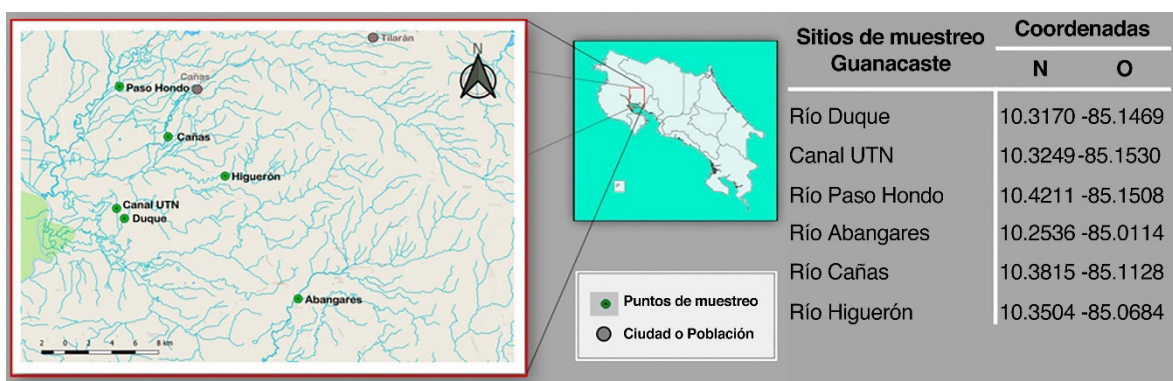 Tilarán
N
Cañas
Paso Hondo
Cañas
Higuerón
Canal UTN
Duque
Abangares
2 0 2 4 6 8 km
Puntos de muestreo
Ciudad o Población
Sitios de muestreo
Guanacaste
Coordenadas
N O
Río Duque 10.3170 -85.1469
Canal UTN 10.3249 -85.1530
Río Paso Hondo 10.4211 -85.1508
Río Abangares 10.2536 -85.0114
Río Cañas 10.3815 -85.1128
Río Higuerón 10.3504 -85.0684